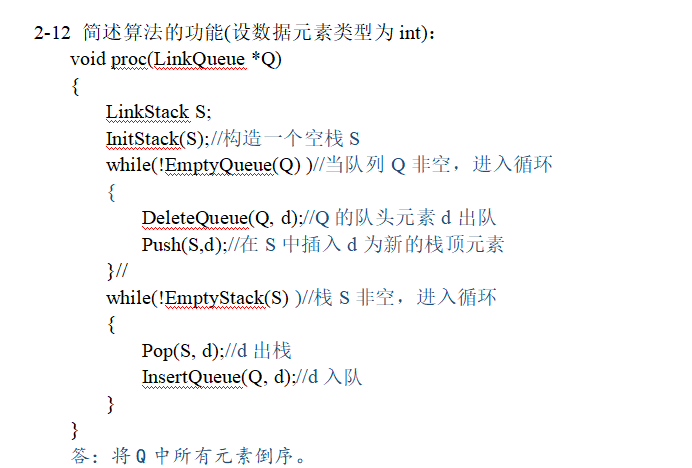 2-12 简述算法的功能(设数据元素类型为 int)：
void proc(LinkQueue *Q)
{
LinkStack S;
InitStack(S);//构造一个空栈 S
while(!EmptyQueue(Q) )//当队列 Q 非空，进入循环
{
DeleteQueue(Q, d);//Q 的队头元素 d 出队
Push(S,d);//在 S 中插入 d 为新的栈顶元素
}//
while(!EmptyStack(S) )//栈 S 非空，进入循环
{
Pop(S, d);//d 出栈
InsertQueue(Q, d);//d 入队
}
}
答：将 Q 中所有元素倒序。